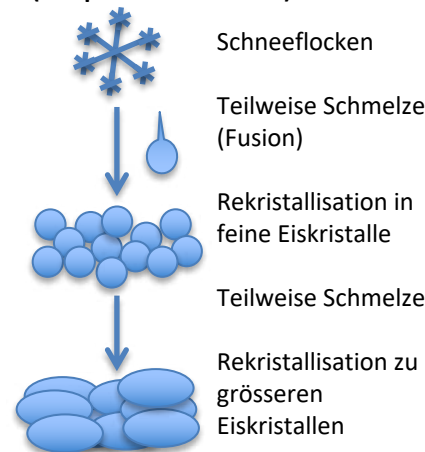 Schneeflocken
Teilweise Schmelze
(Fusion)
Rekristallisation in
feine Eiskristalle
Teilweise Schmelze
Rekristallisation zu
grösseren
Eiskristallen